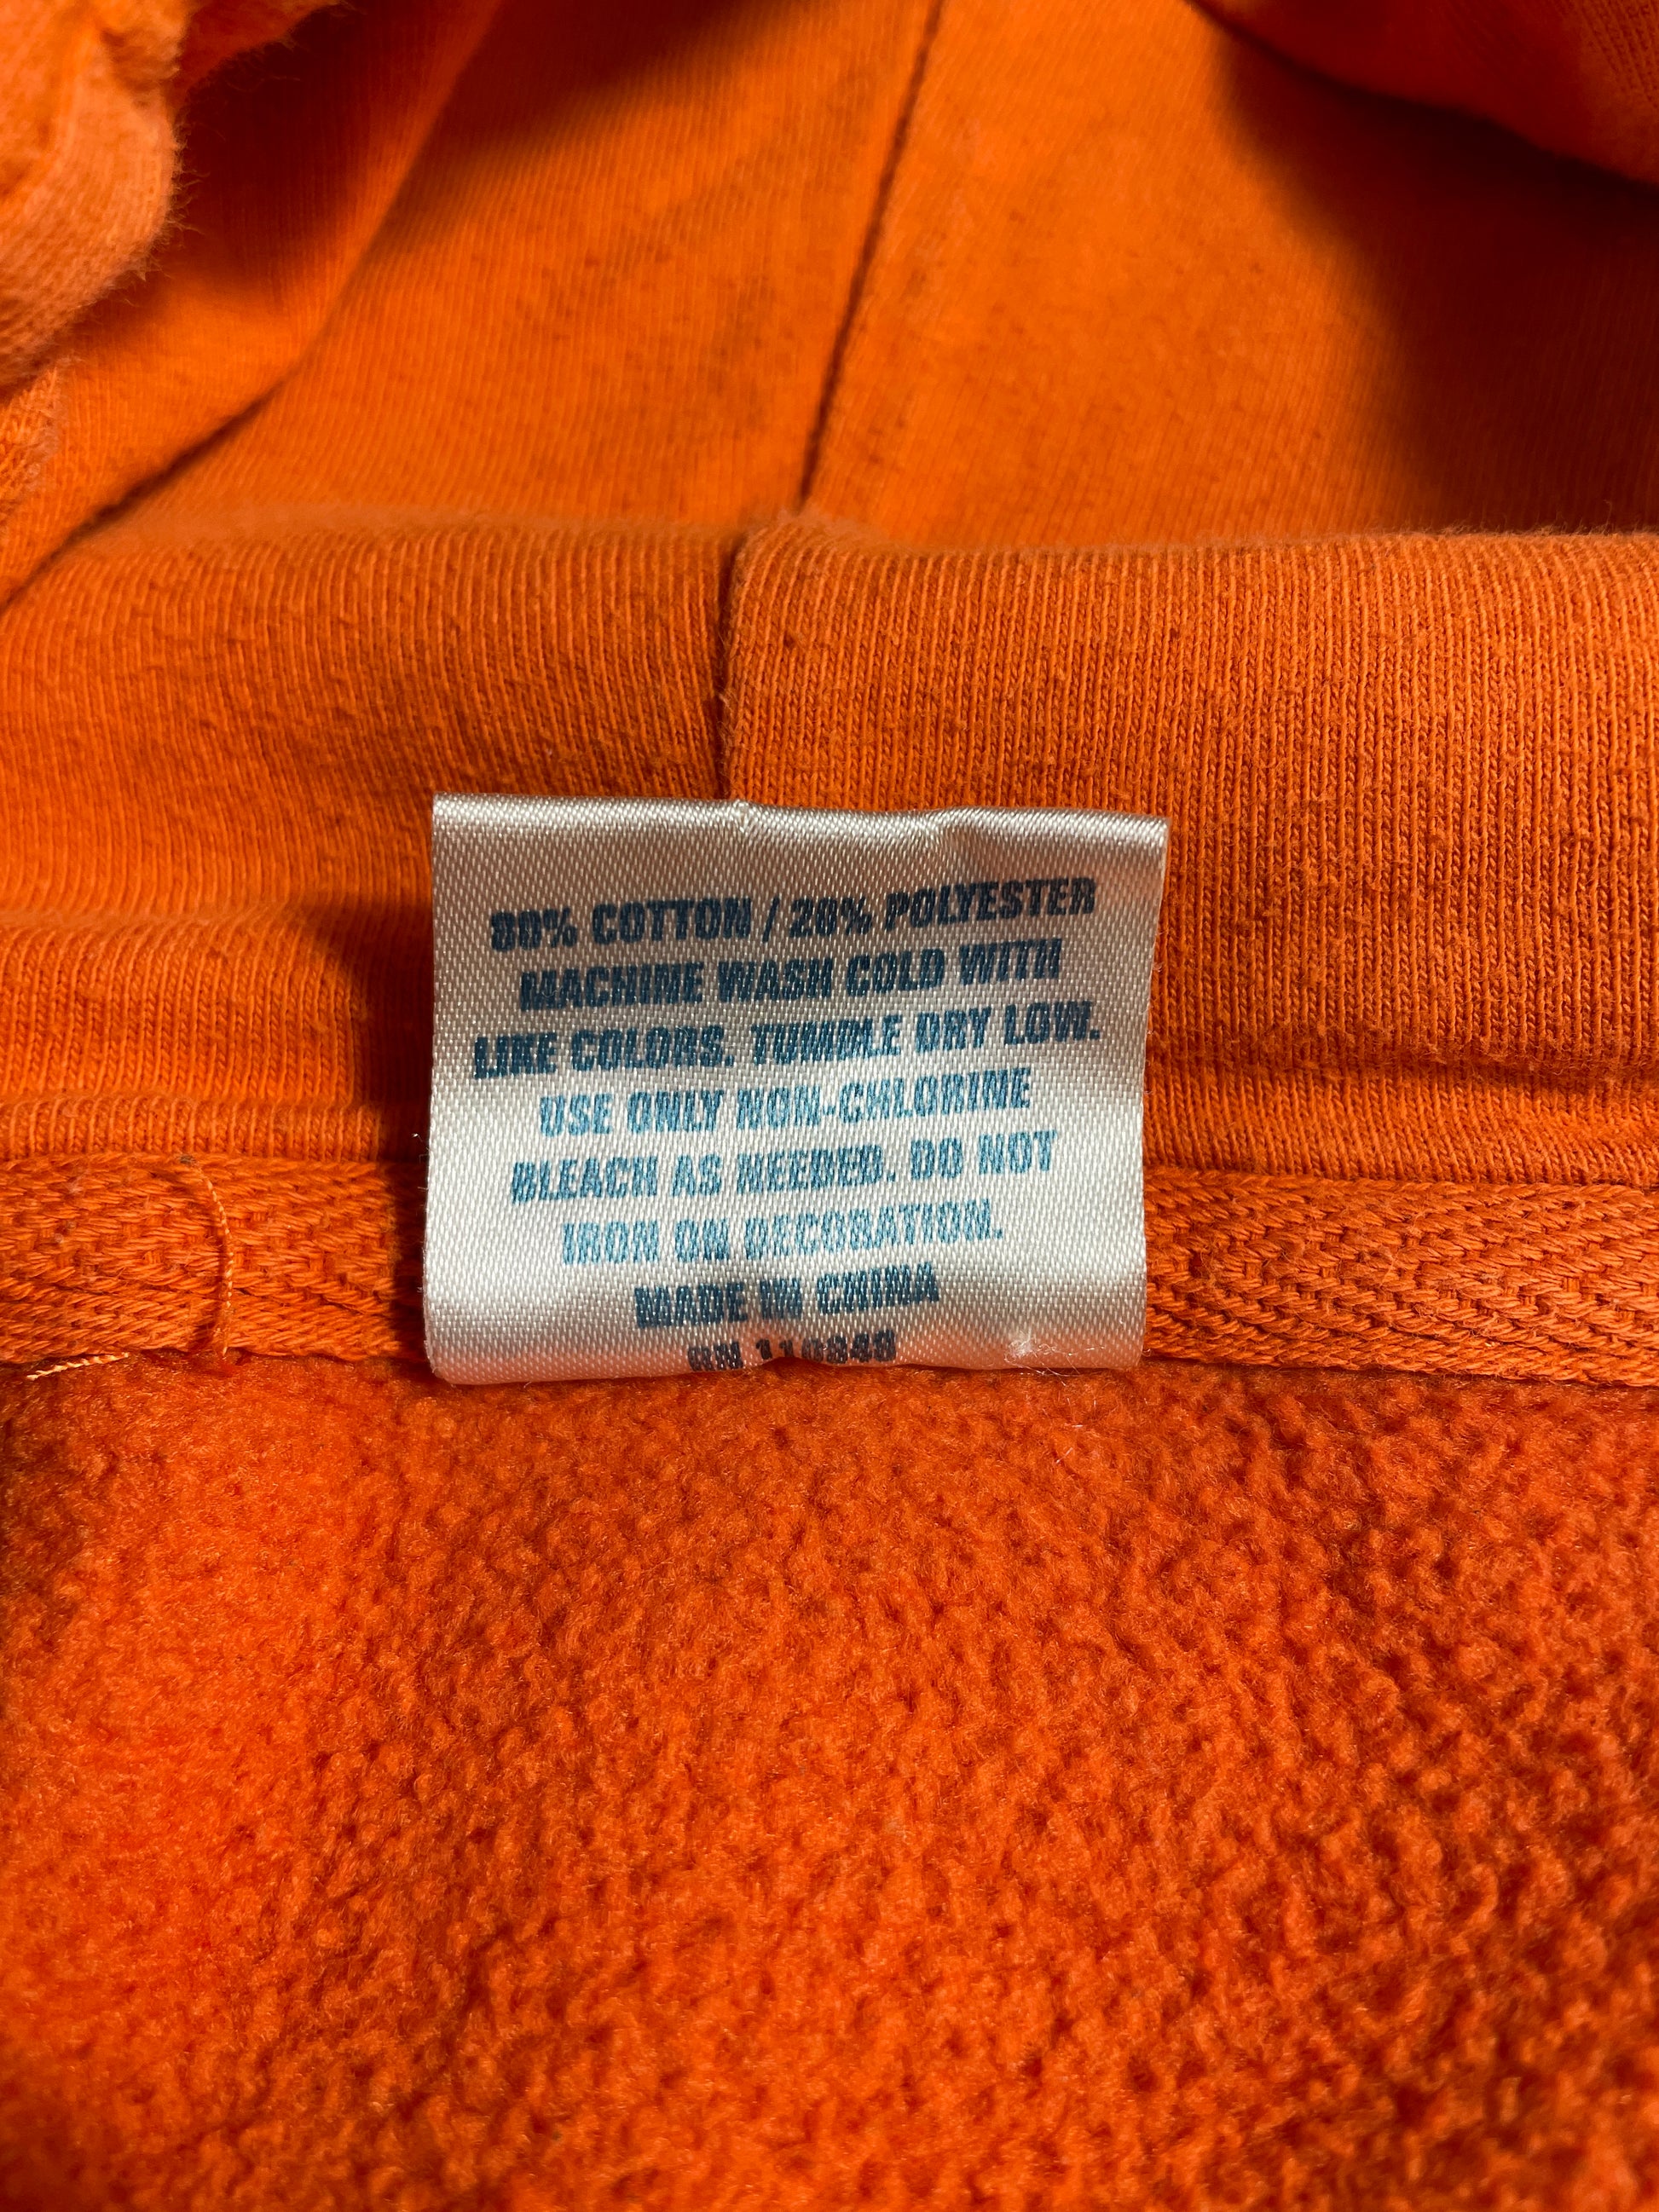 80% COTTON / 20% POLYESTER
MACHINE WASH COLD WITH
LIKE COLORS. TUMBLE DRY LOW.
USE ONLY NON-CHLORINE
BLEACH AS NEEDED. DO NOT
IRON ON DECORATION.
MADE IN CHINA
RN